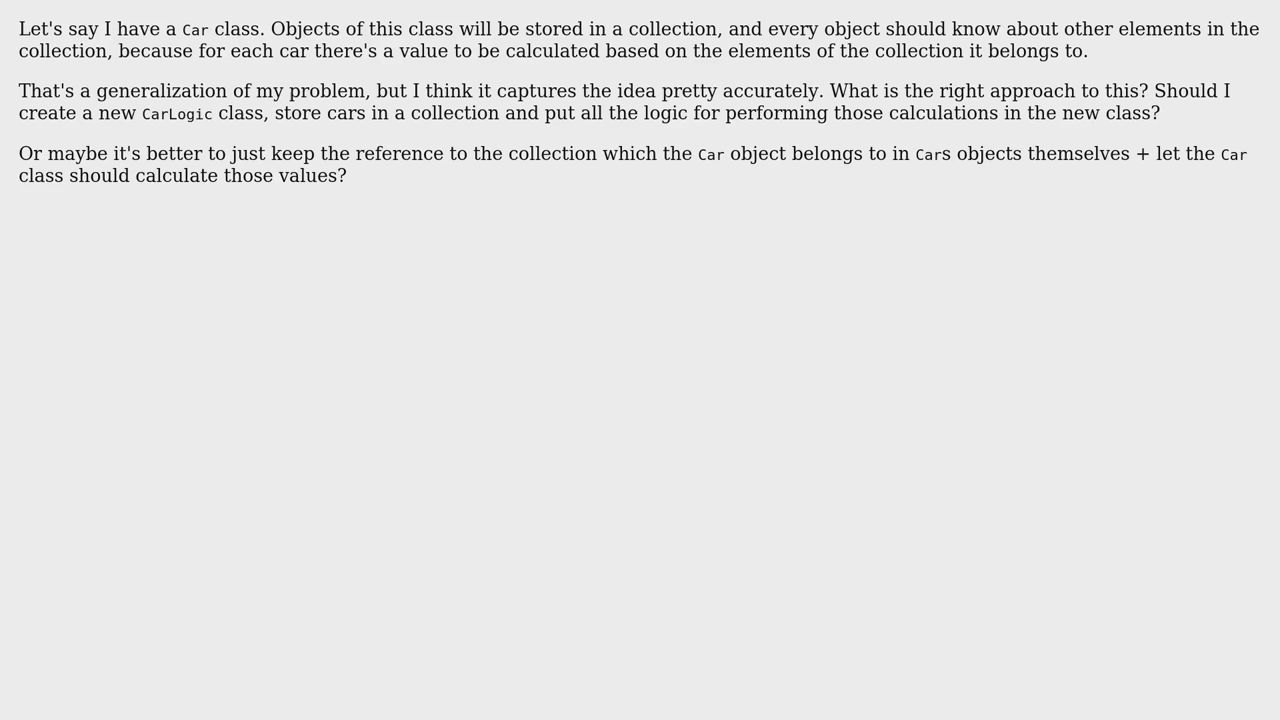 Let's say I have a Car class. Objects of this class will be stored in a collection, and every object should know about other elements in the
collection, because for each car there's a value to be calculated based on the elements of the collection it belongs to.
That's a generalization of my problem, but I think it captures the idea pretty accurately. What is the right approach to this? Should I
create a new CarLogic class, store cars in a collection and put all the logic for performing those calculations in the new class?
Or maybe it's better to just keep the reference to the collection which the Car object belongs to in Cars objects themselves + let the Car
class should calculate those values?